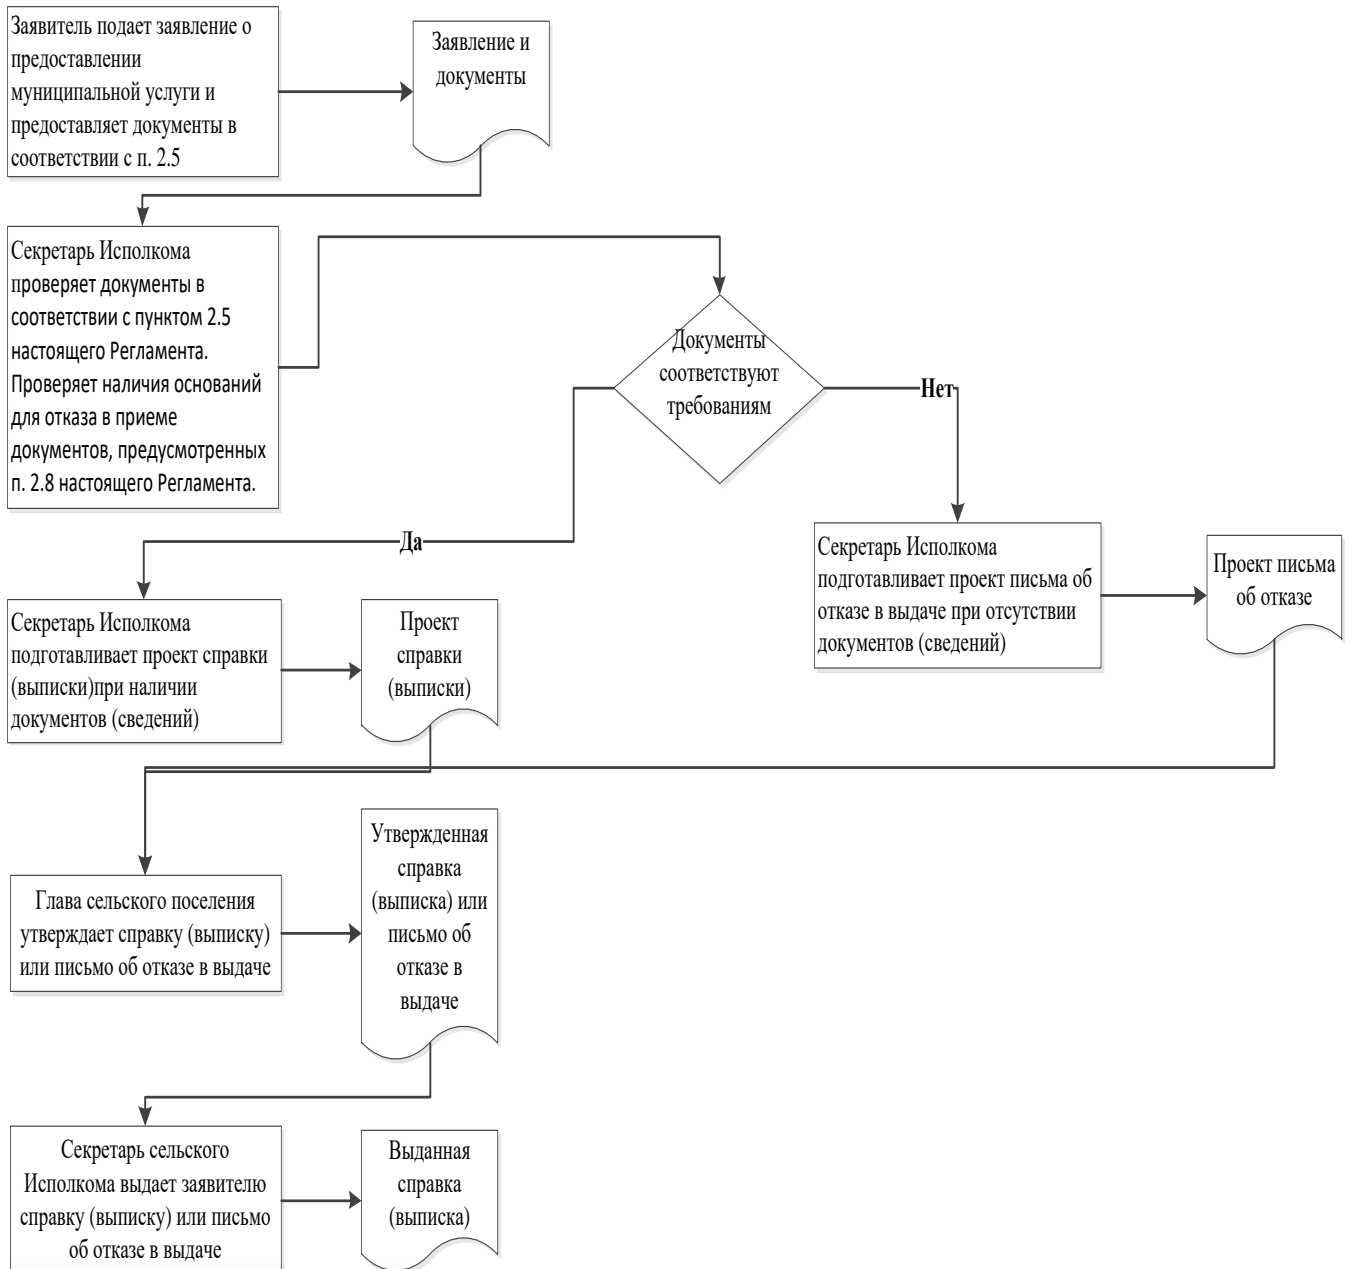 Заявитель подает заявление о
предоставлении
муниципальной услуги и
предоставляет документы в
соответствии с п. 2.5
Заявление и
документы
Секретарь Исполкома
проверяет документы в
соответствии с пунктом 2.5
настоящего Регламента.
Проверяет наличия оснований
для отказа в приеме
документов, предусмотренных
п. 2.8 настоящего Регламента.
Документы
соответствуют
требованиям
Нет
Да
Секретарь Исполкома
подготавливает проект письма об
отказе в выдаче при отсутствии
документов (сведений)
Проект письма
об отказе
Секретарь Исполкома
подготавливает проект справки
(выписки)при наличии
документов (сведений)
Проект
справки
(выписки)
Глава сельского поселения
утверждает справку (выписку)
или письмо об отказе в выдаче
Утвержденная
справка
(выписка) или
письмо об
отказе в
выдаче
Секретарь сельского
Исполкома выдает заявителю
справку (выписку) или письмо
об отказе в выдаче
Выданная
справка
(выписка)